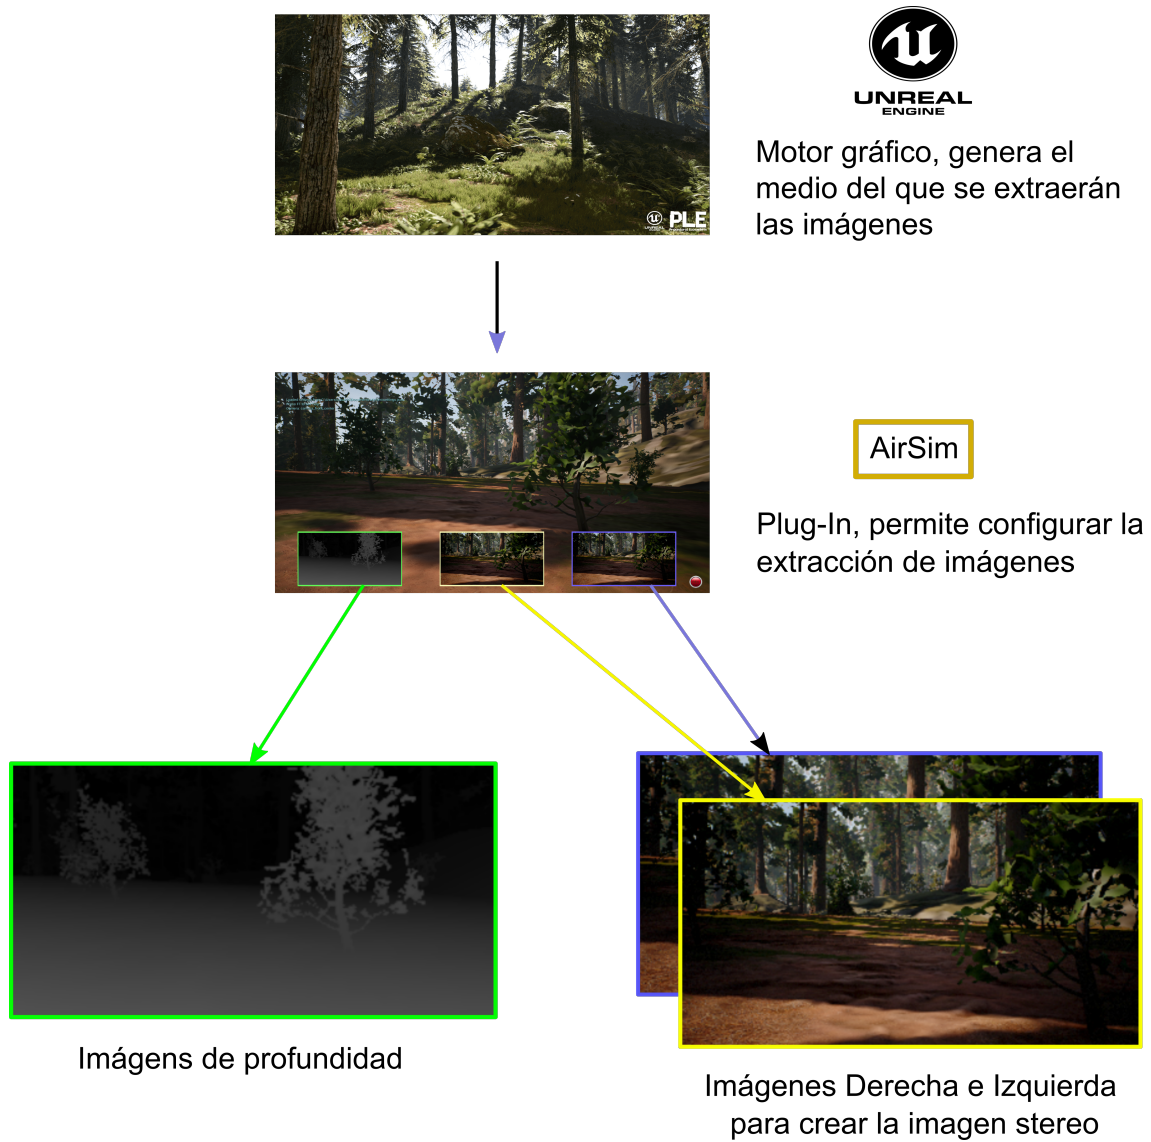 UNREAL
ENGINE
Motor gráfico, genera el
medio del que se extraerán
las imágenes
PLE
AirSim
Plug-In, permite configurar la
extracción de imágenes
Imágens de profundidad
Imágenes Derecha e Izquierda
para crear la imagen stereo